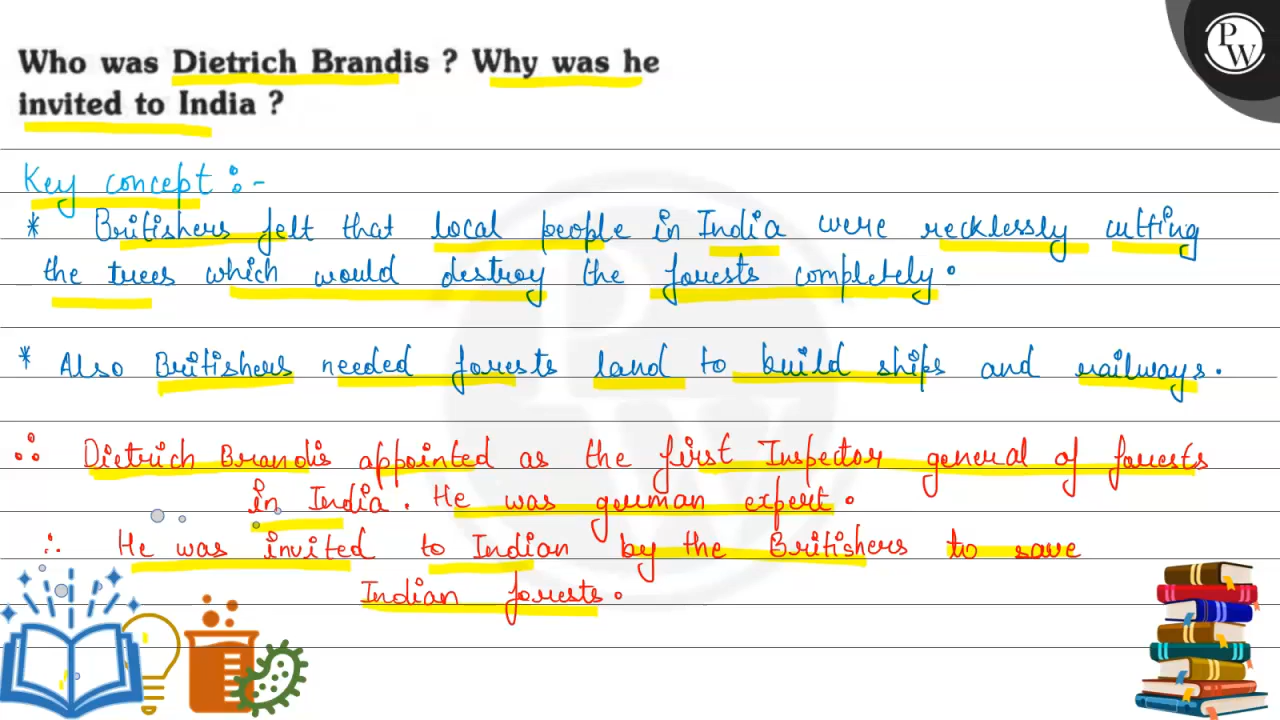 Who was Dietrich Brandis ? Why was he
invited to India ?
PW
Key concept :-
* Britishers felt that local people in India were recklessly cutting
the trees which would destroy the forests completely.
* Also Britishers needed forests land to build ships and railways.
∴ Dietrich Brandis appointed as the first Inspector general of forests
in India. He was german expert.
∴ He was invited to Indian by the Britishers to save
Indian forests.